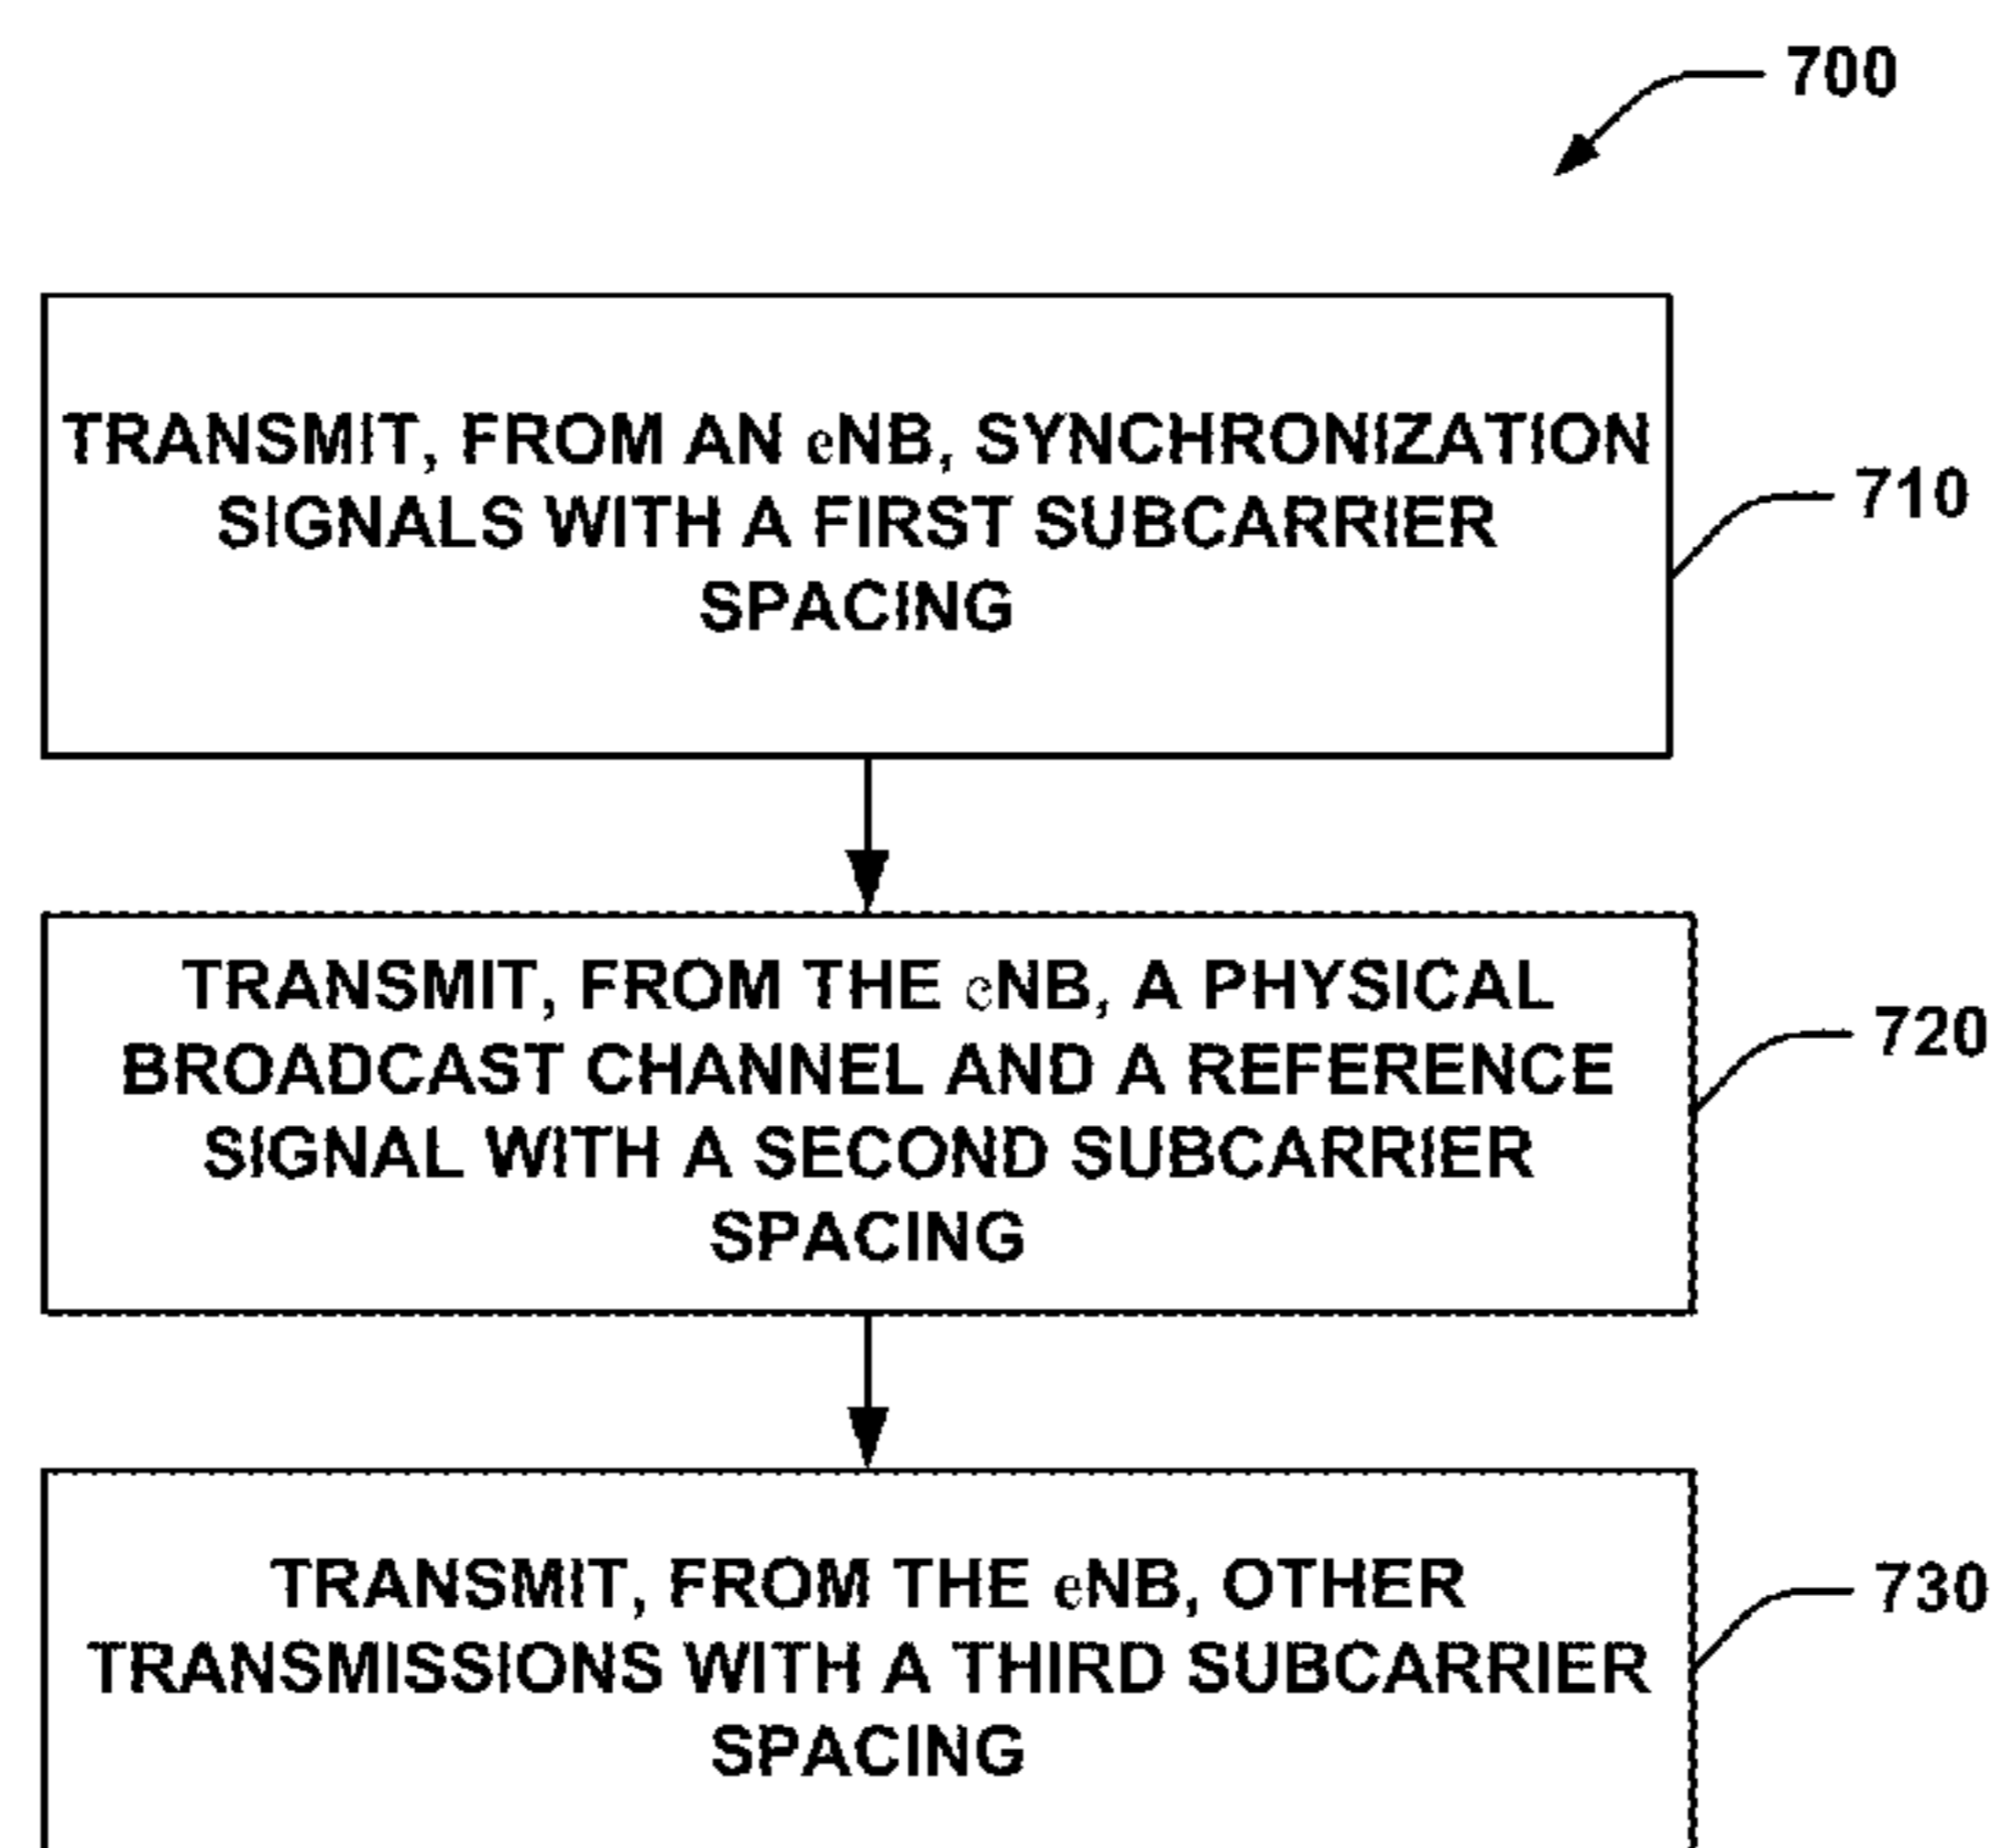 700
TRANSMIT, FROM AN eNB, SYNCHRONIZATION
SIGNALS WITH A FIRST SUBCARRIER
SPACING
710
TRANSMIT, FROM THE eNB, A PHYSICAL
BROADCAST CHANNEL AND A REFERENCE
SIGNAL WITH A SECOND SUBCARRIER
SPACING
720
TRANSMIT, FROM THE eNB, OTHER
TRANSMISSIONS WITH A THIRD SUBCARRIER
SPACING
730